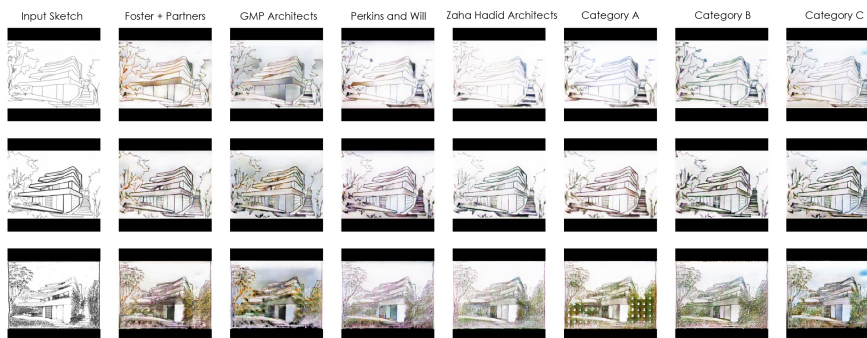 Input Sketch
Foster + Partners
GMP Architects
Perkins and Will
Zaha Hadid Architects
Category A
Category B
Category C